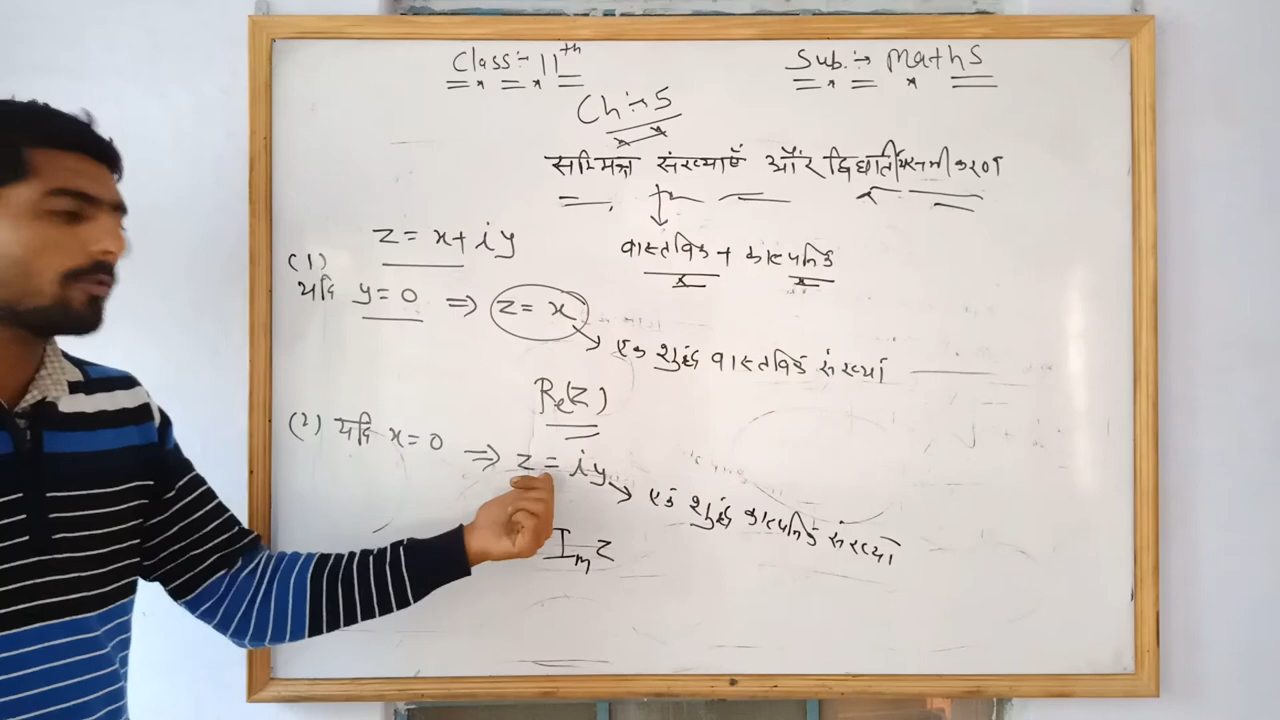 Class:- 11th
Sub.:→ Maths
Ch:-5
सम्मिश्र संख्याएँ और द्विघातीय समीकरण
वास्तविक + काल्पनिक
z = x + iy
(1)
यदि y = 0 ⇒ z = x
एक शुद्ध वास्तविक संख्या
Re(z)
(2) यदि x = 0 ⇒ z = iy
एक शुद्ध काल्पनिक संख्या
Im z